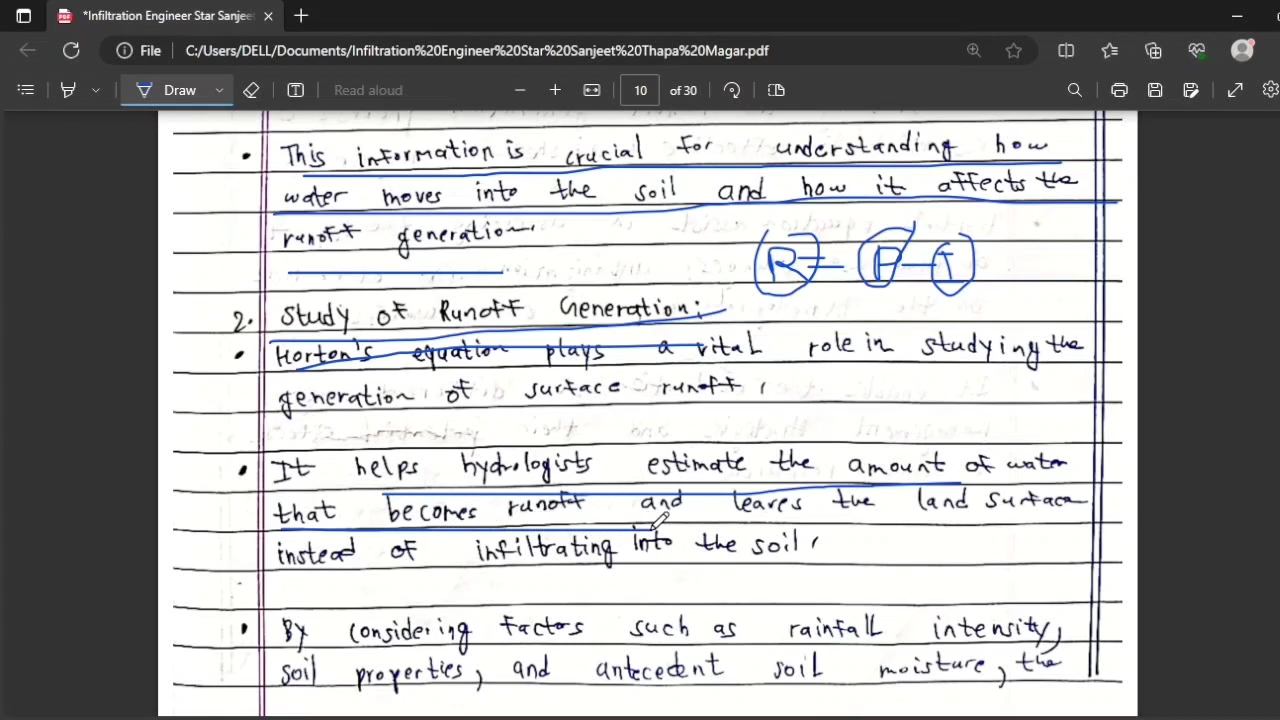 *Infiltration Engineer Star Sanjee
File C:/Users/DELL/Documents/Infiltration%20Engineer%20Star%20Sanjeet%20Thapa%20Magar.pdf
Draw Read aloud 10 of 30
• This information is crucial for understanding how
water moves into the soil and how it affects the
runoff generation.
R = P - I
2. Study of Runoff Generation:
• Horton's equation plays a vital role in studying the
generation of surface runoff.
• It helps hydrologists estimate the amount of water
that becomes runoff and leaves the land surface
instead of infiltrating into the soil.
• By considering factors such as rainfall intensity,
soil properties, and antecedent soil moisture, the